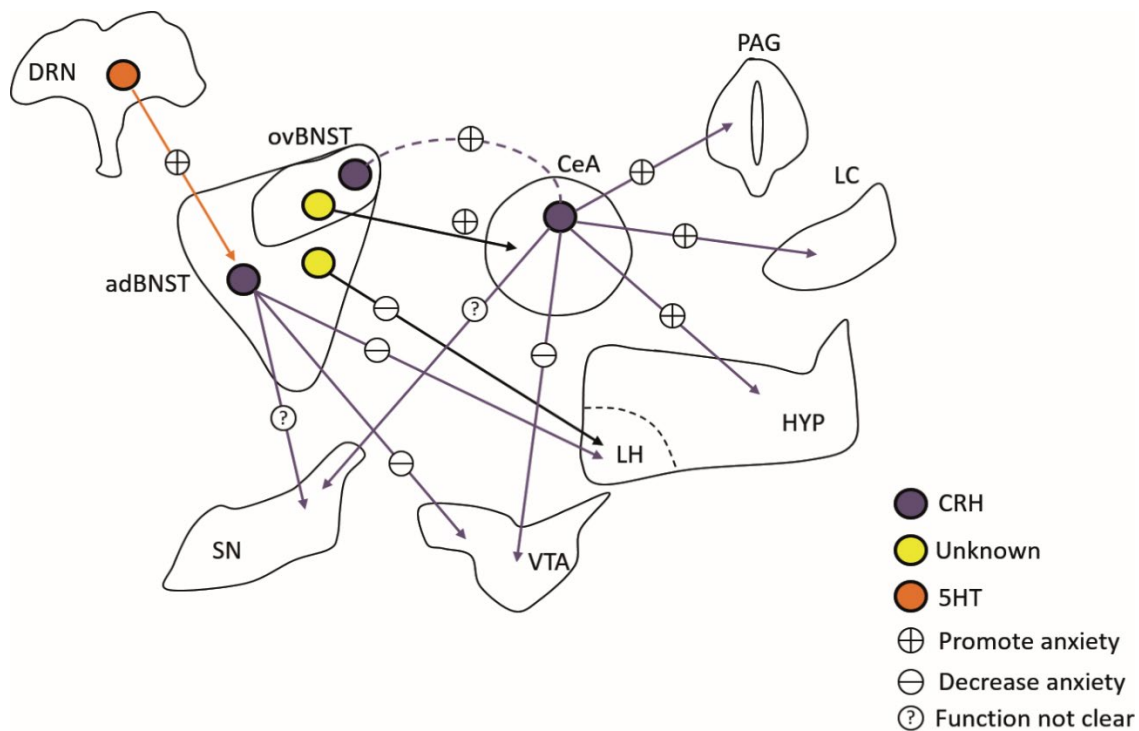 PAG
DRN
ovBNST
CeA
LC
adBNST
?
?
HYP
LH
SN
VTA
CRH
Unknown
5HT
Promote anxiety
Decrease anxiety
? Function not clear